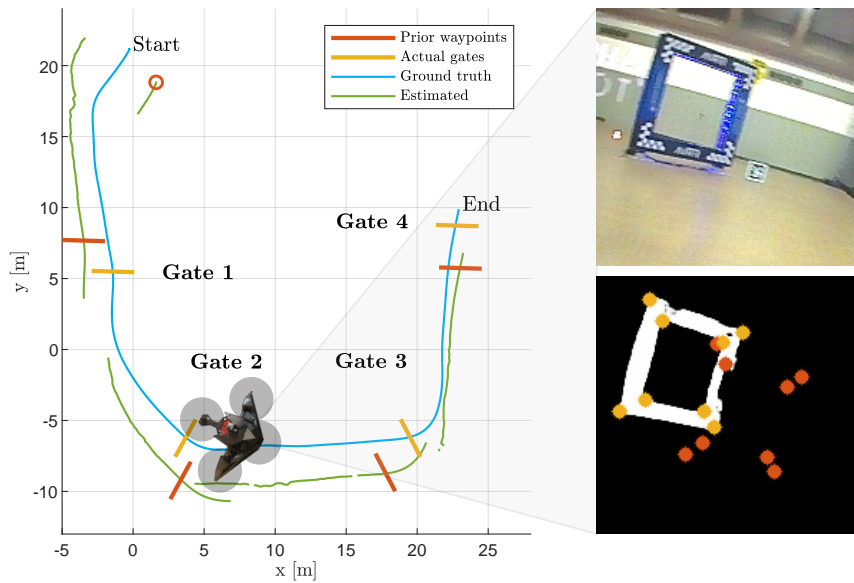 Start
Prior waypoints
Actual gates
Ground truth
Estimated
20
15
10
5
0
-5
-10
y [m]
End
Gate 4
Gate 1
Gate 2
Gate 3
-5
0
5
10
15
20
25
x [m]